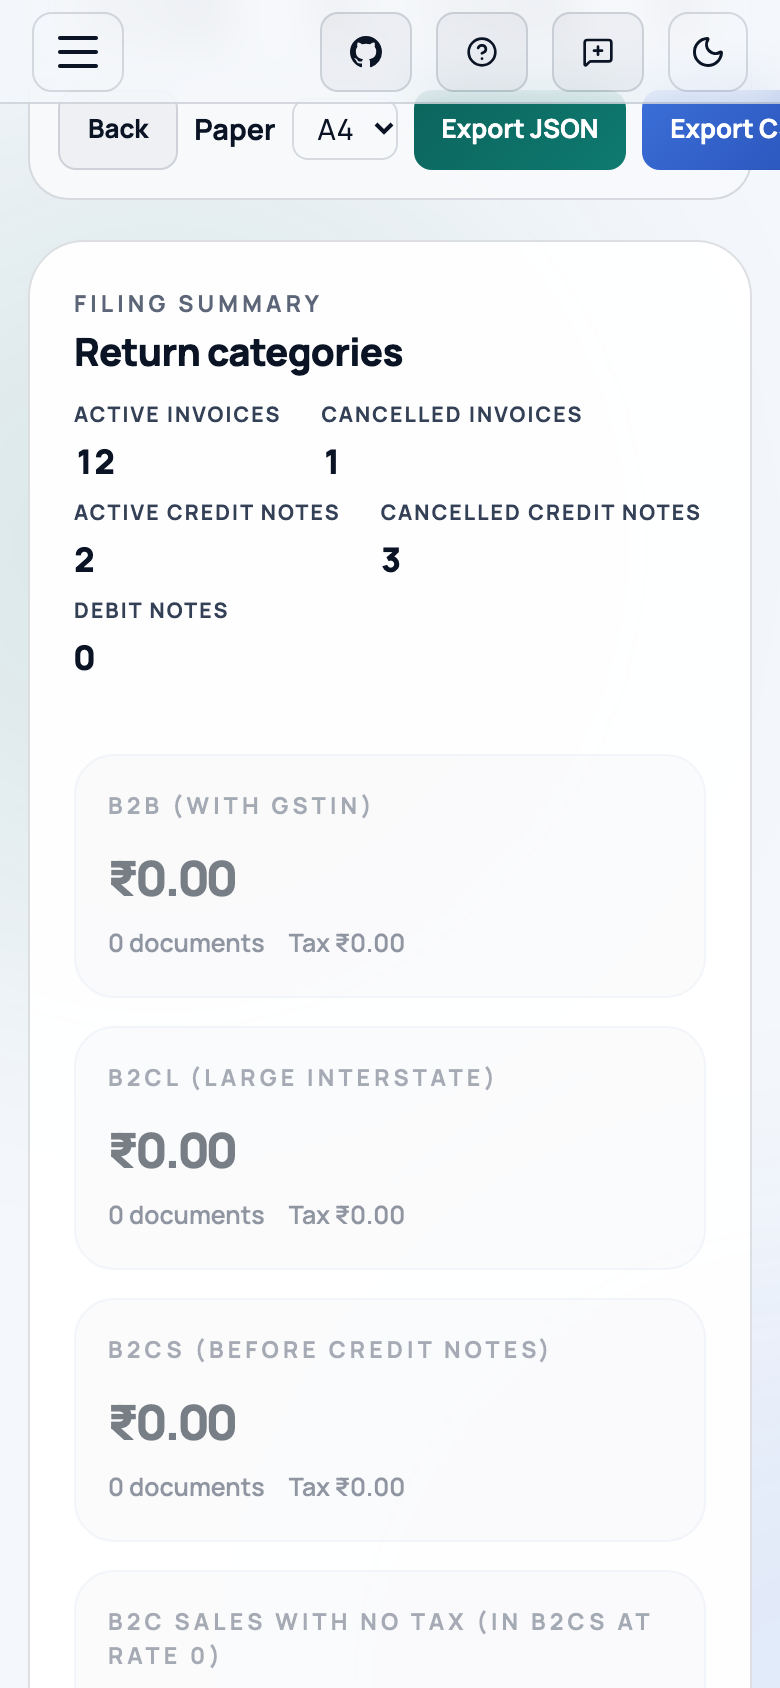 Back Paper A4 Export JSON Export C
FILING SUMMARY
Return categories
ACTIVE INVOICES CANCELLED INVOICES
12 1
ACTIVE CREDIT NOTES CANCELLED CREDIT NOTES
2 3
DEBIT NOTES
0
B2B (WITH GSTIN)
₹0.00
0 documents Tax ₹0.00
B2CL (LARGE INTERSTATE)
₹0.00
0 documents Tax ₹0.00
B2CS (BEFORE CREDIT NOTES)
₹0.00
0 documents Tax ₹0.00
B2C SALES WITH NO TAX (IN B2CS AT
RATE 0)